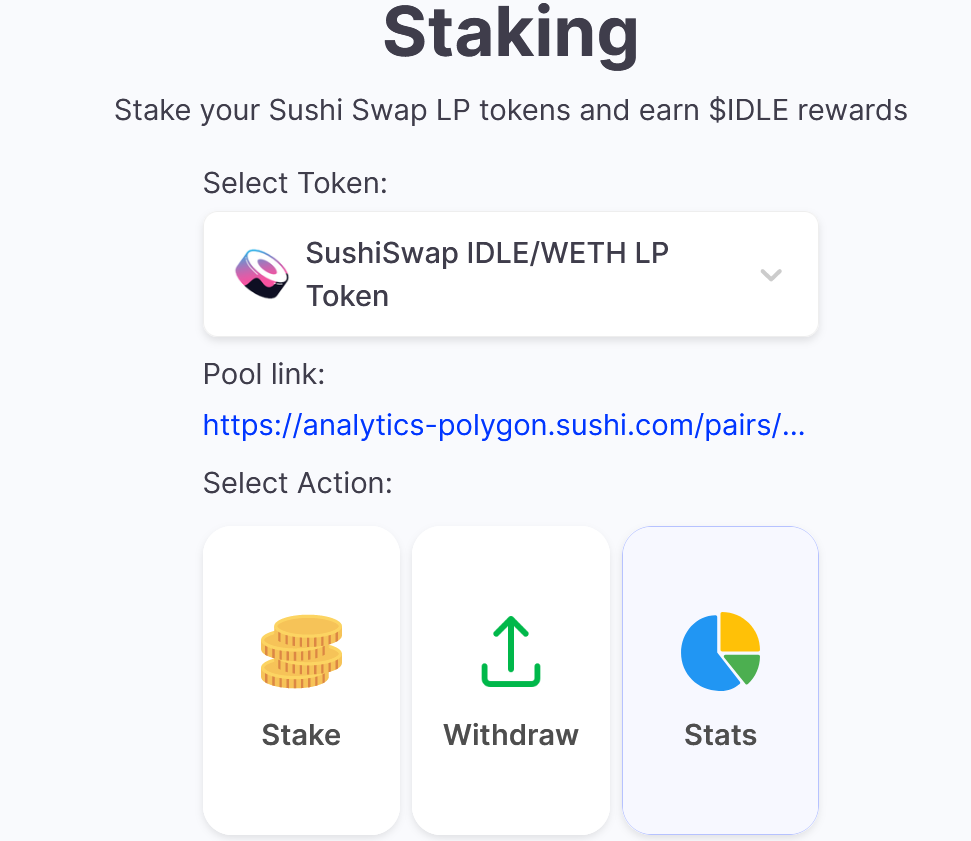 Staking
Stake your Sushi Swap LP tokens and earn $IDLE rewards
Select Token:
SushiSwap IDLE/WETH LP
Token
Pool link:
https://analytics-polygon.sushi.com/pairs/...
Select Action:
Stake
Withdraw
Stats